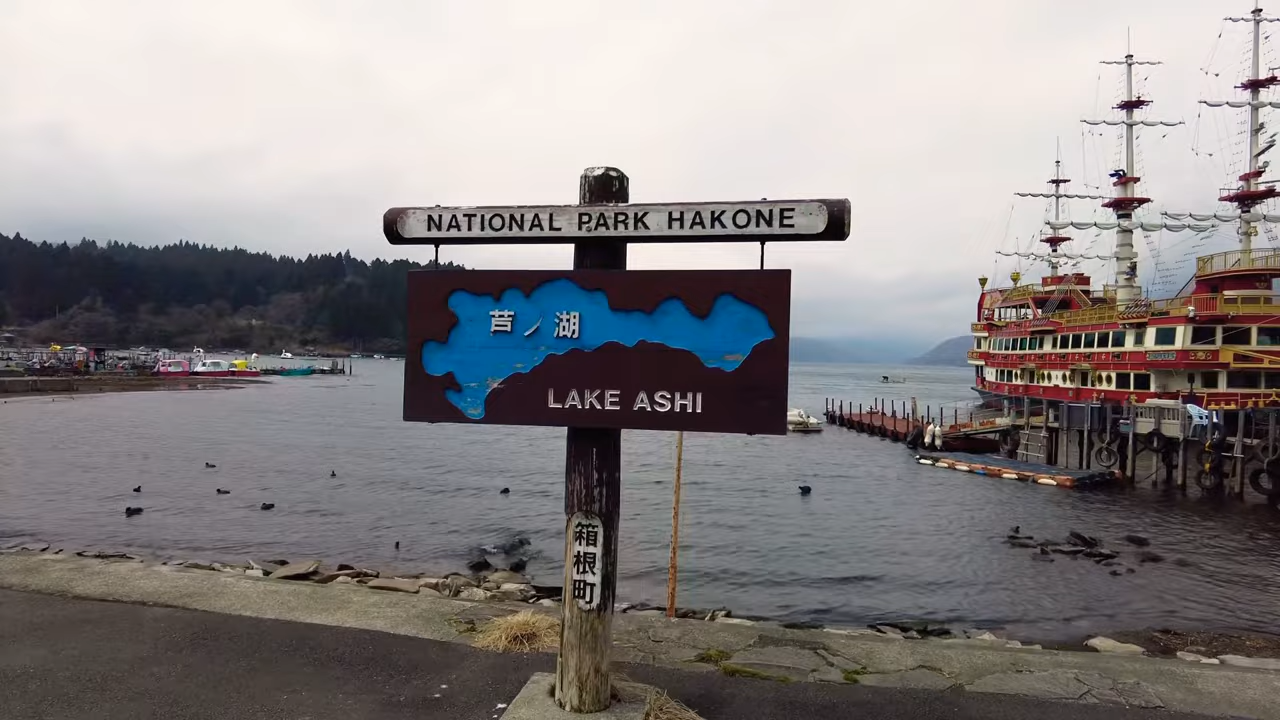 NATIONAL PARK HAKONE
芦ノ湖
LAKE ASHI
箱根町